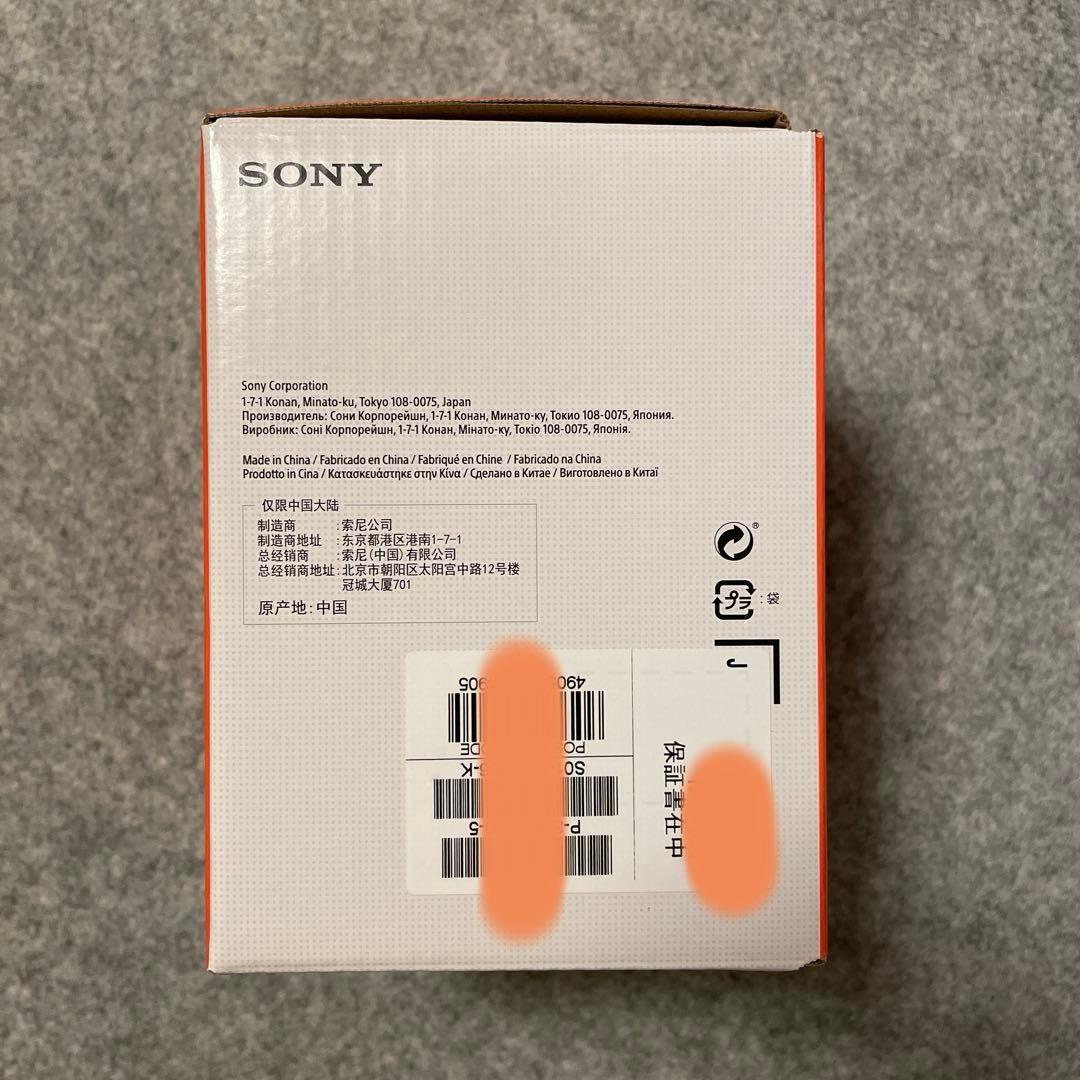 SONY
Sony Corporation
1-7-1 Konan, Minato-ku, Tokyo 108-0075, Japan
Производитель: Сони Корпорейшн, 1-7-1 Конан, Минато-ку, Токио 108-0075, Япония.
Виробник: Соні Корпорейшн, 1-7-1 Конан, Мінато-ку, Токіо 108-0075, Японія.
Made in China / Fabricado en China / Fabriqué en Chine / Fabricado na China
Prodotto in Cina / Κατασκευάστηκε στην Κίνα / Сделано в Китае / Виготовлено в Китаї
仅限中国大陆
制造商 :索尼公司
制造商地址 :东京都港区港南1-7-1
总经销商 :索尼(中国)有限公司
总经销商地址:北京市朝阳区太阳宫中路12号楼
冠城大厦701
原产地:中国
®
プラ :袋
J
保証書在中